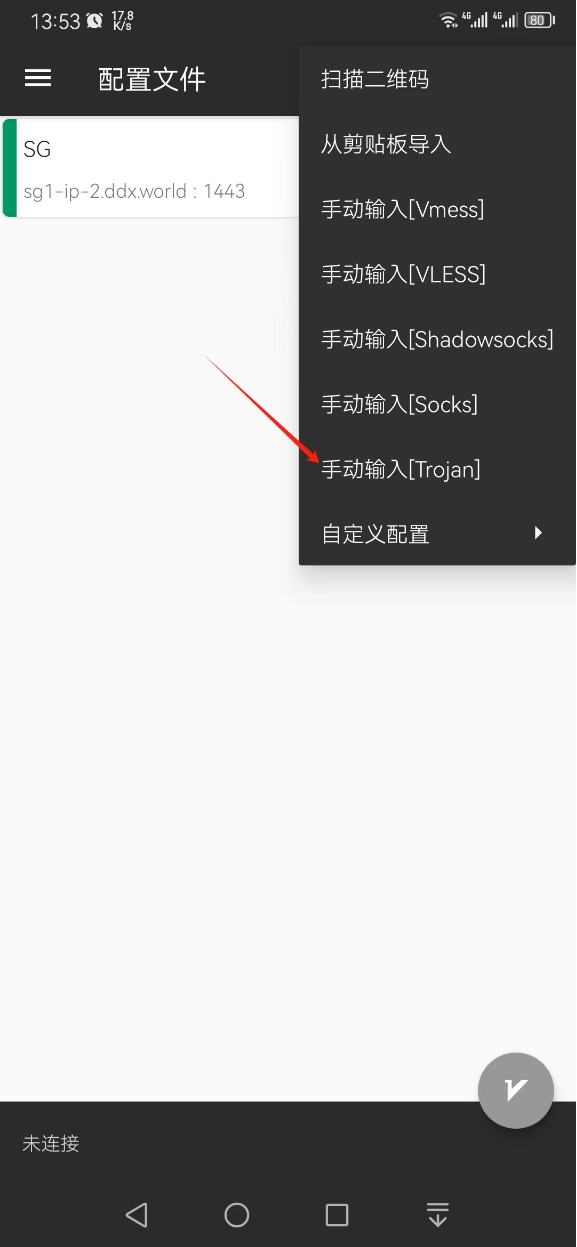 13:53 17.8 K/s 4G 4G 80
配置文件
扫描二维码
SG
从剪贴板导入
sg1-ip-2.ddx.world : 1443
手动输入[Vmess]
手动输入[VLESS]
手动输入[Shadowsocks]
手动输入[Socks]
手动输入[Trojan]
自定义配置
未连接